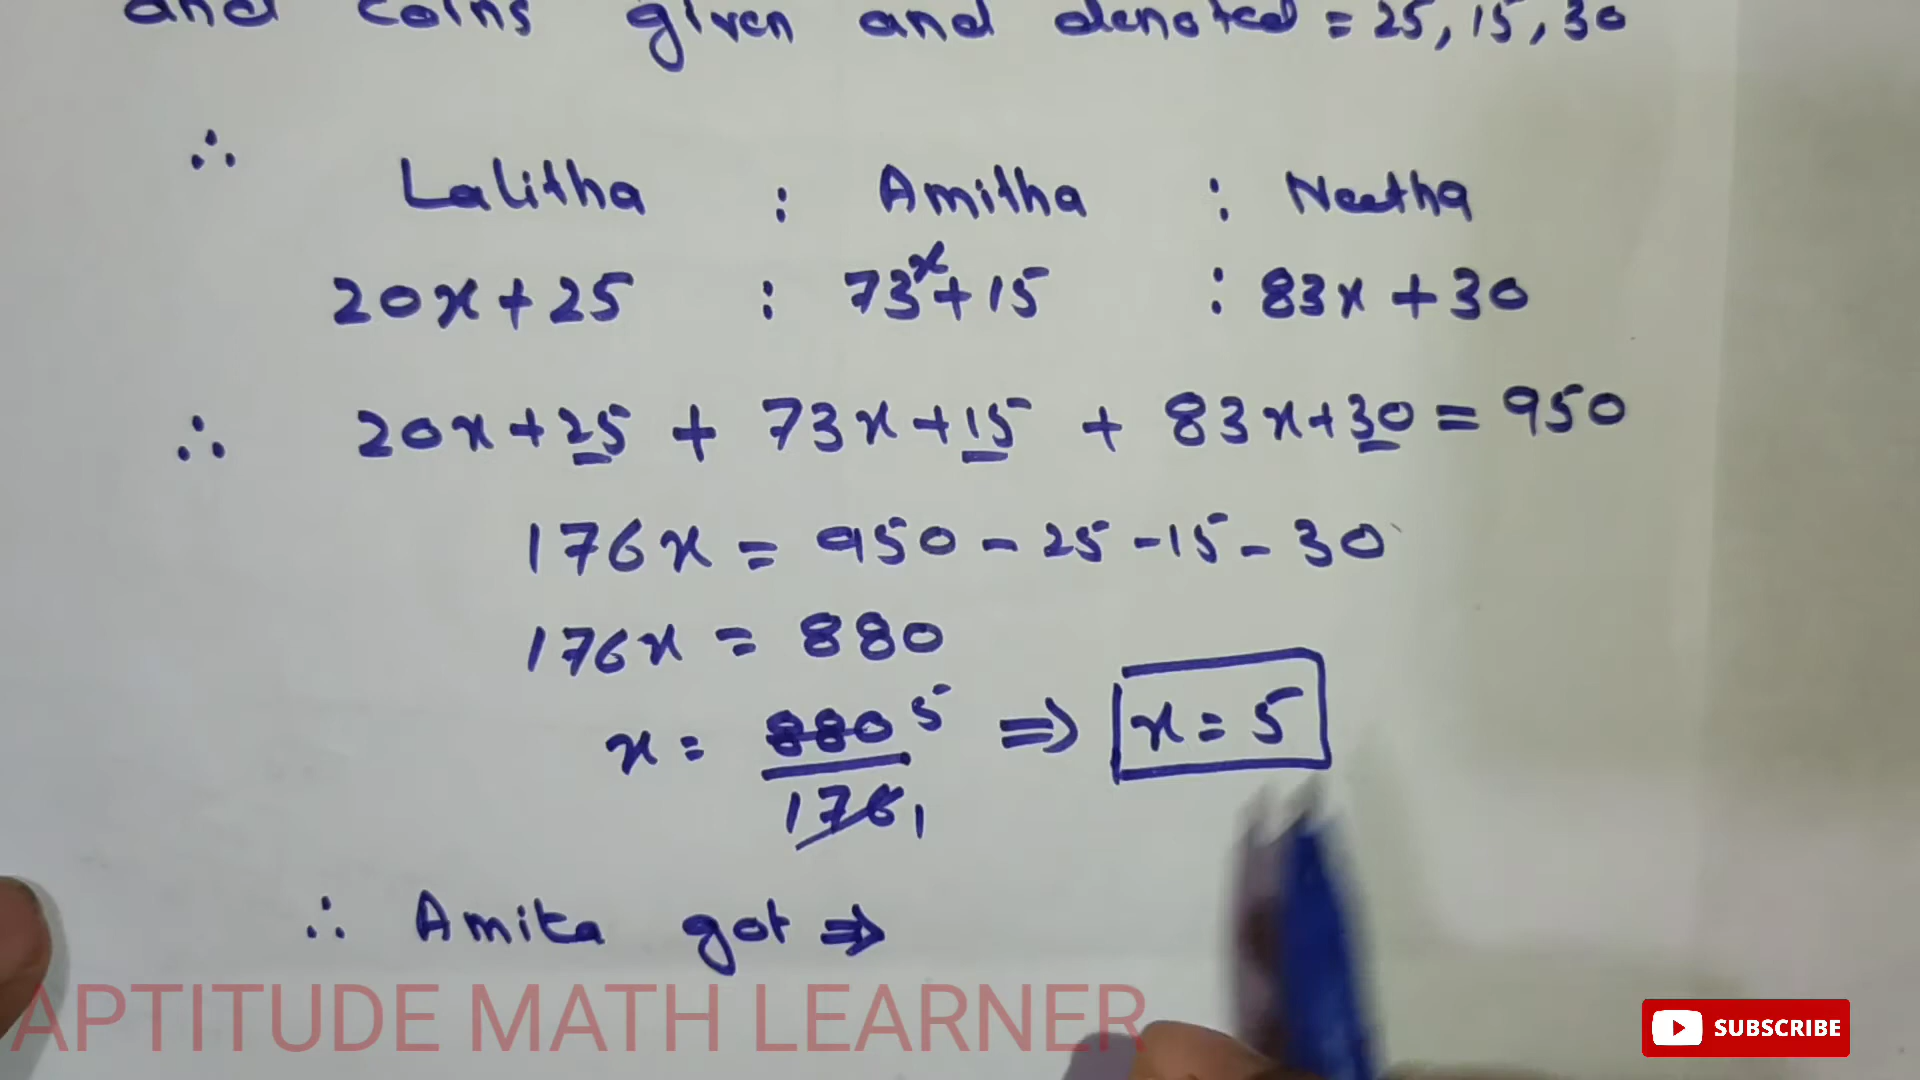 and coins given and denoted = 25, 15, 30
∴ Lalitha : Amitha : Neetha
20x + 25 : 73x + 15 : 83x + 30
∴ 20x + 25 + 73x + 15 + 83x + 30 = 950
176x = 950 - 25 - 15 - 30
176x = 880
x = 880 5 / 176 1 ⇒ x = 5
∴ Amita got ⇒
APTITUDE MATH LEARNER
SUBSCRIBE